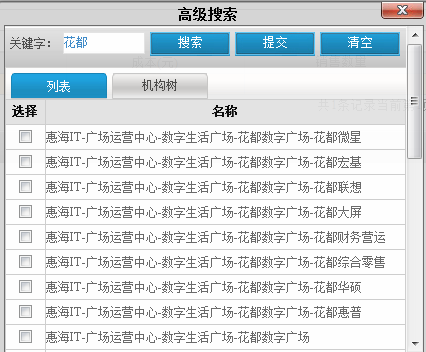 高级搜索
关键字： 花都 搜索 提交 清空
列表 机构树
选择 名称
惠海IT-广场运营中心-数字生活广场-花都数字广场-花都微星
惠海IT-广场运营中心-数字生活广场-花都数字广场-花都宏基
惠海IT-广场运营中心-数字生活广场-花都数字广场-花都联想
惠海IT-广场运营中心-数字生活广场-花都数字广场-花都大屏
惠海IT-广场运营中心-数字生活广场-花都数字广场-花都财务营运
惠海IT-广场运营中心-数字生活广场-花都数字广场-花都综合零售
惠海IT-广场运营中心-数字生活广场-花都数字广场-花都华硕
惠海IT-广场运营中心-数字生活广场-花都数字广场-花都惠普
惠海IT-广场运营中心-数字生活广场-花都数字广场